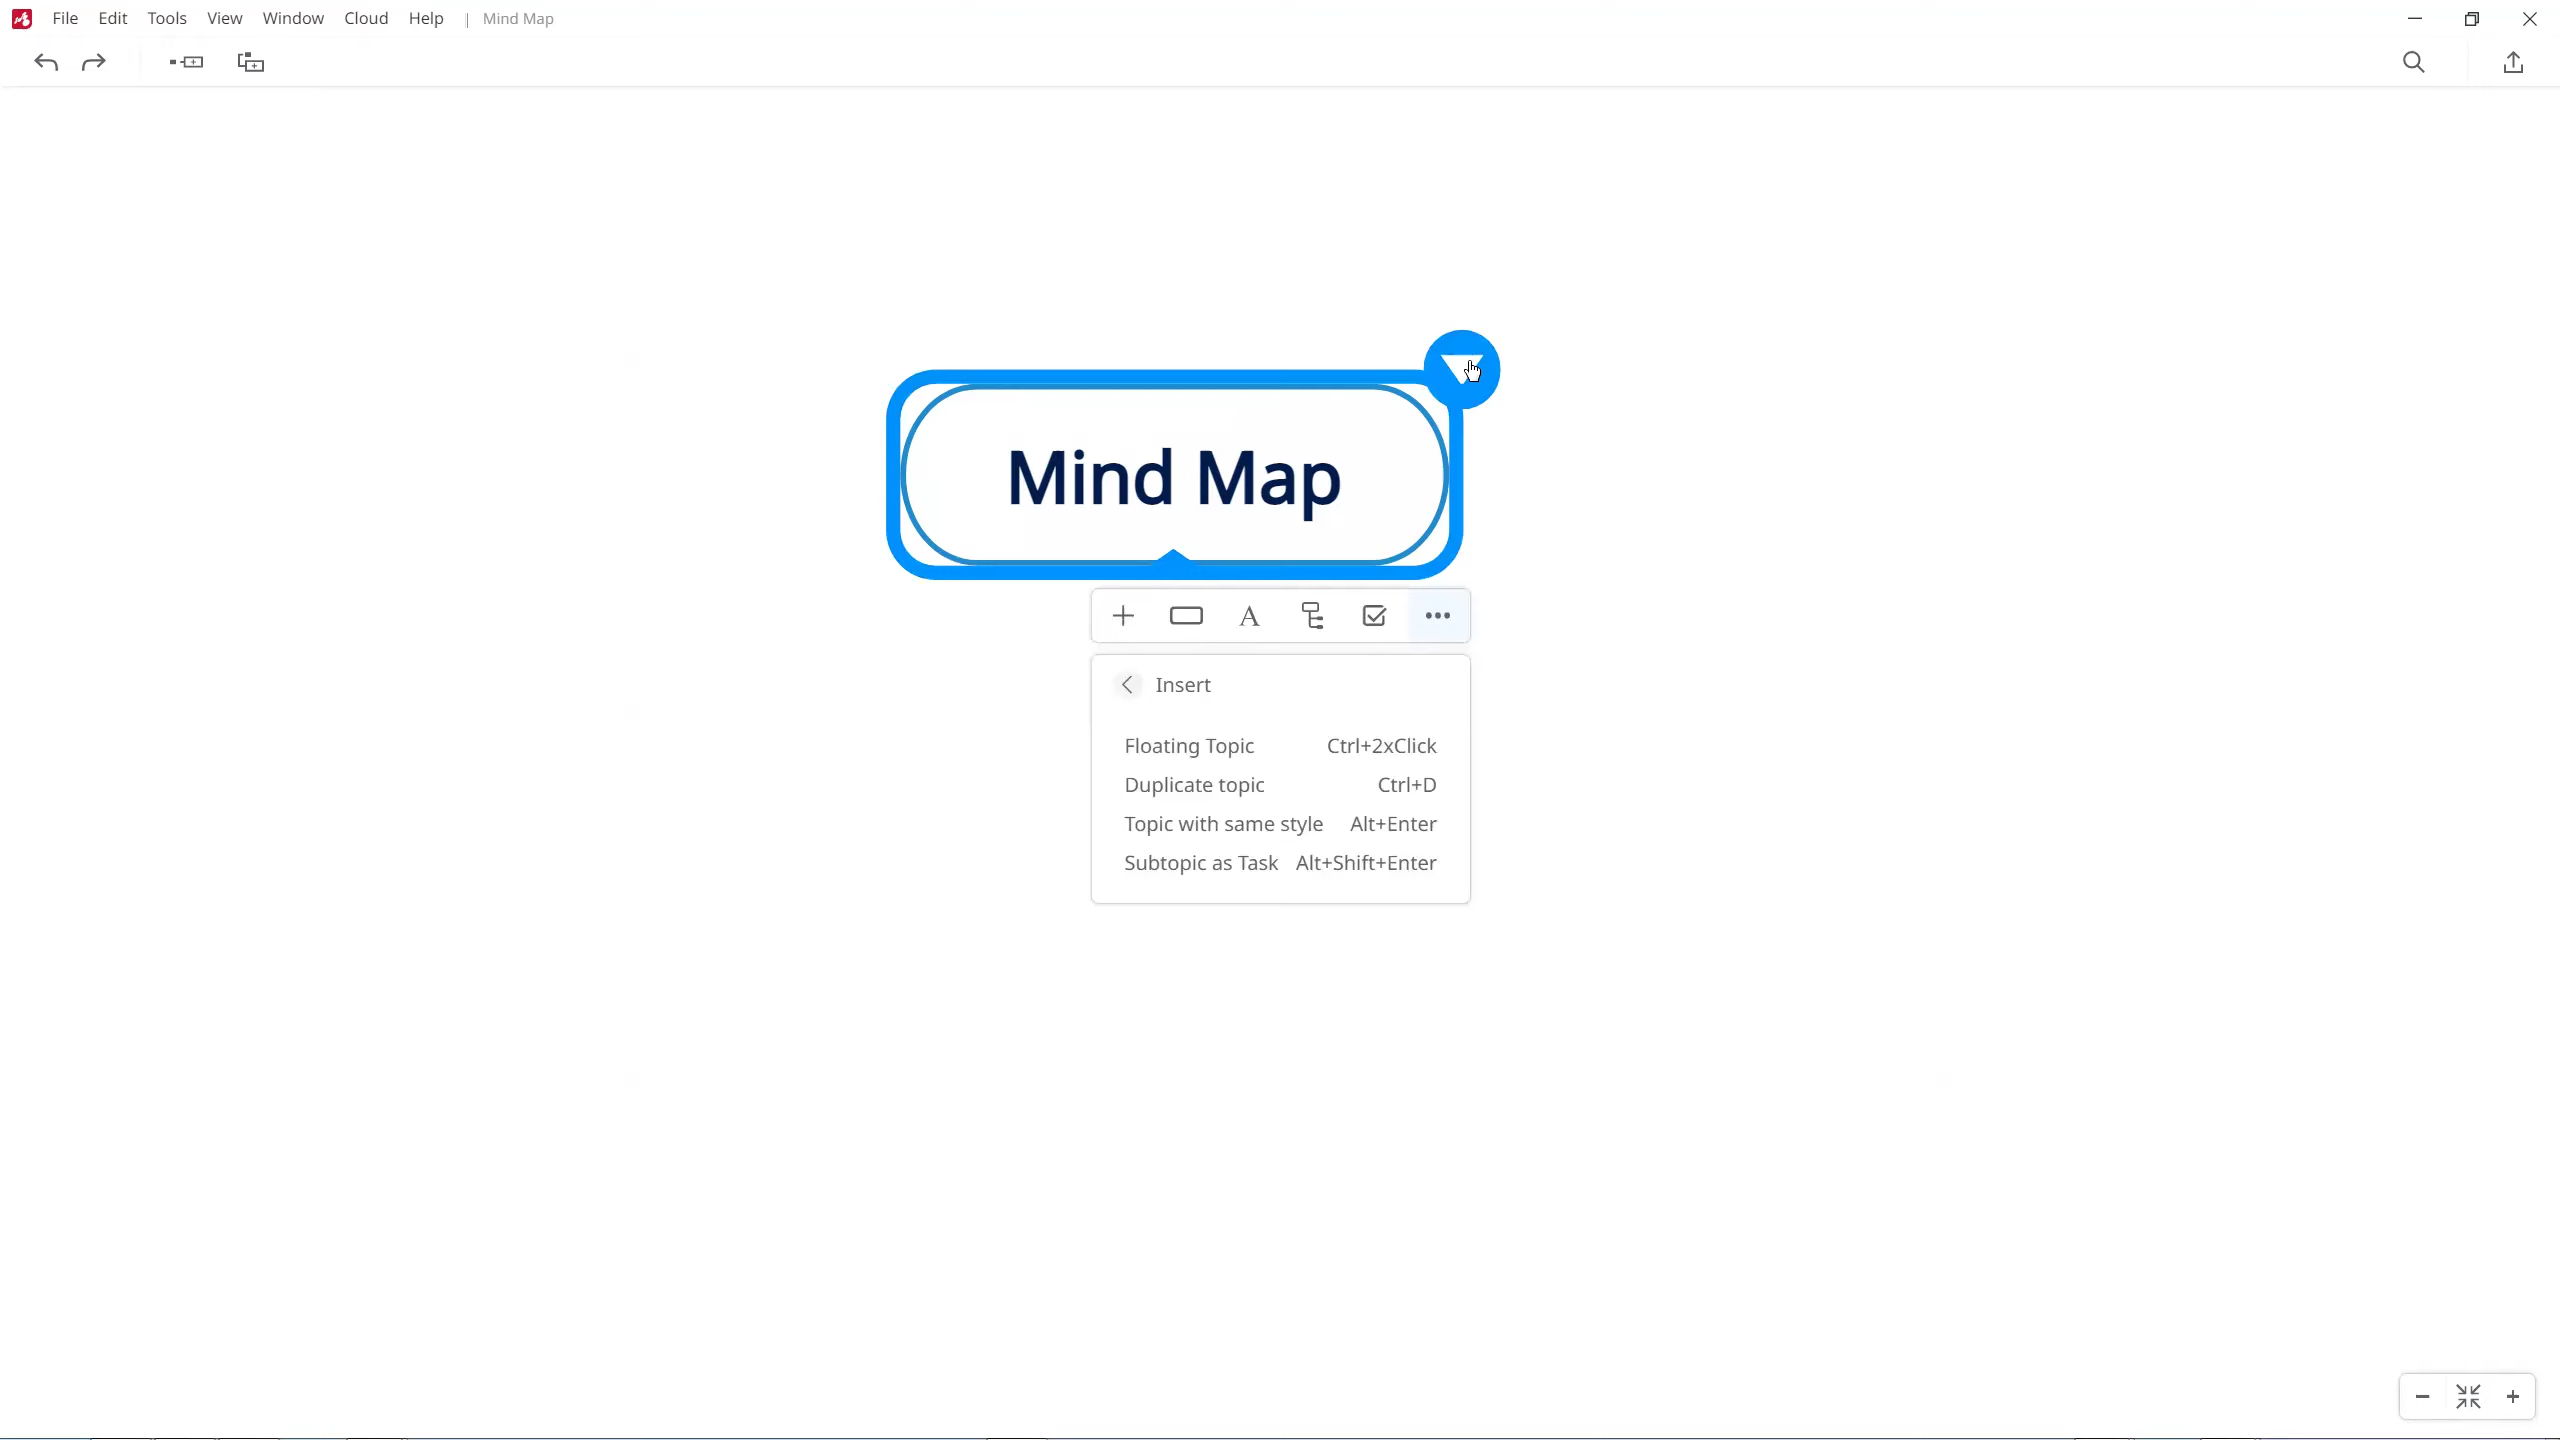 File Edit Tools View Window Cloud Help | Mind Map
Mind Map
A
Insert
Floating Topic Ctrl+2xClick
Duplicate topic Ctrl+D
Topic with same style Alt+Enter
Subtopic as Task Alt+Shift+Enter